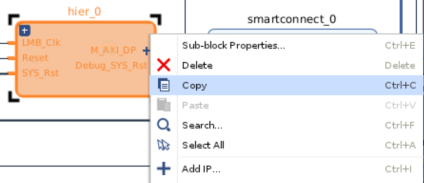 hier_0
smartconnect_0
LMB_Clk
M_AXI_DP
Reset
Debug_SYS_Rst
SYS_Rst
Sub-block Properties... Ctrl+E
Delete Delete
Copy Ctrl+C
Paste Ctrl+V
Search... Ctrl+F
Select All Ctrl+A
Add IP... Ctrl+I